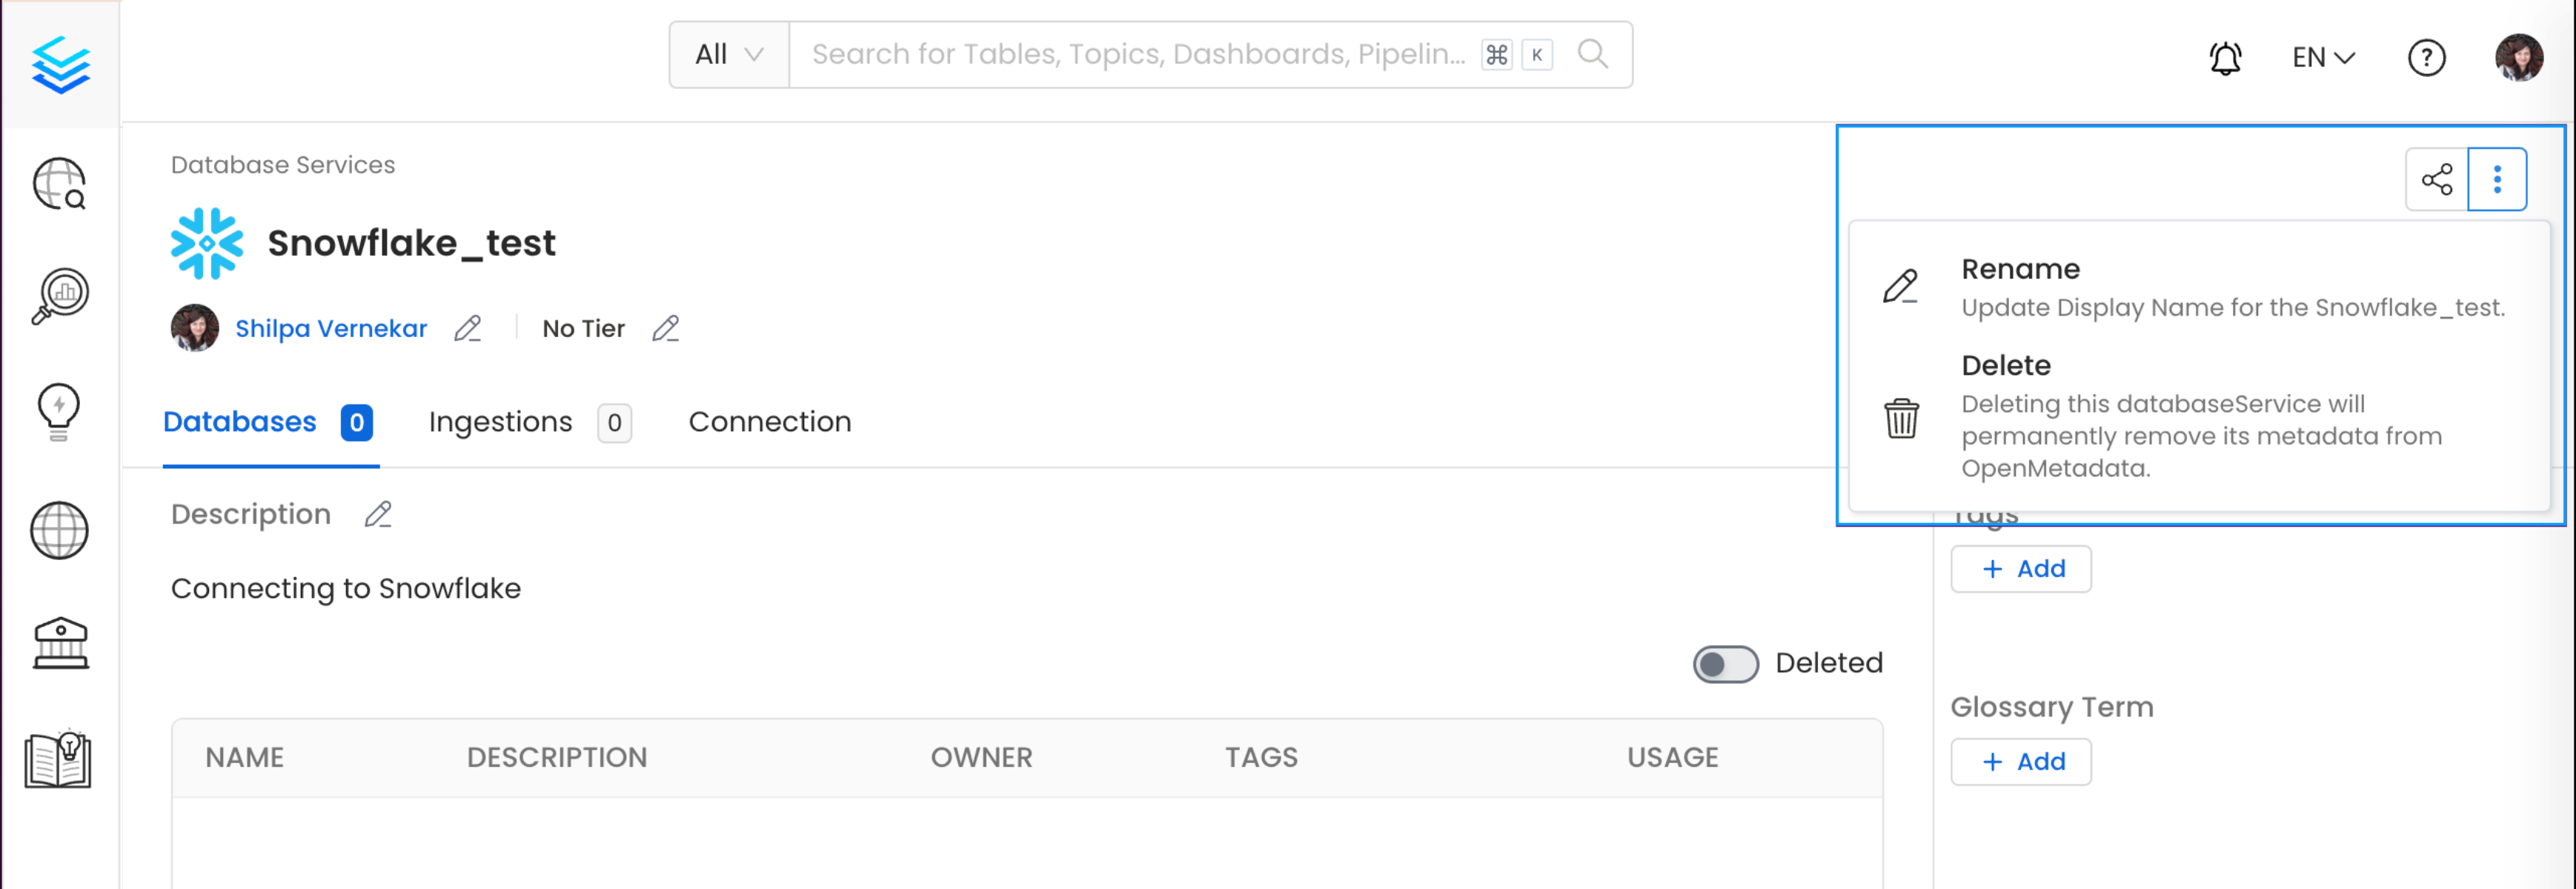 All
Search for Tables, Topics, Dashboards, Pipelin... ⌘ K
EN
?
Database Services
Snowflake_test
Shilpa Vernekar
No Tier
Rename
Update Display Name for the Snowflake_test.
Delete
Deleting this databaseService will
permanently remove its metadata from
OpenMetadata.
Databases 0
Ingestions 0
Connection
Description
Connecting to Snowflake
Deleted
NAME DESCRIPTION OWNER TAGS USAGE
Tags
+ Add
Glossary Term
+ Add